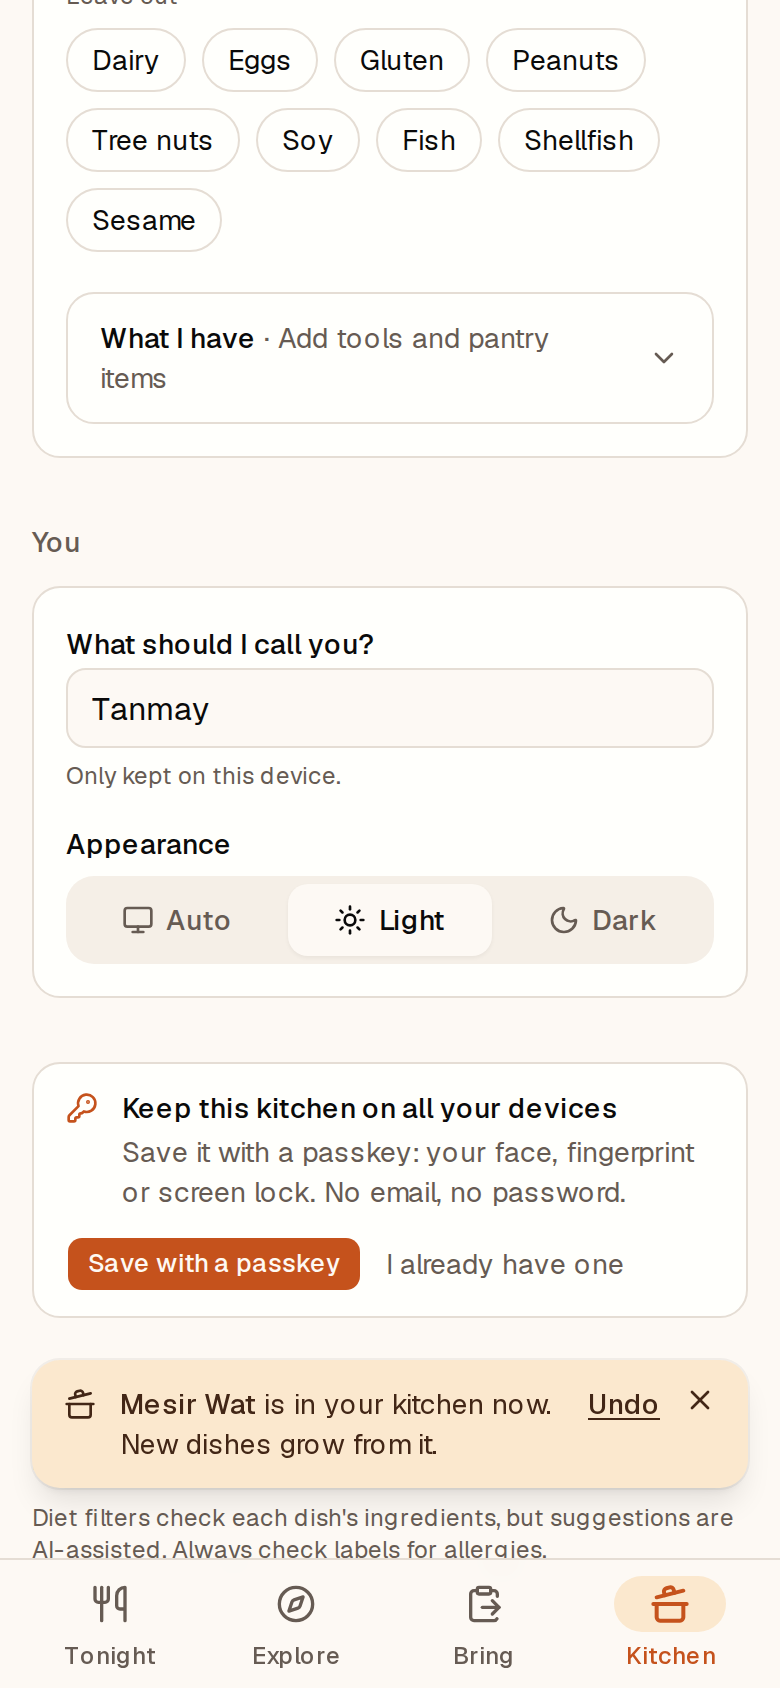 Leave out
Dairy
Eggs
Gluten
Peanuts
Tree nuts
Soy
Fish
Shellfish
Sesame
What I have · Add tools and pantry
items
You
What should I call you?
Tanmay
Only kept on this device.
Appearance
Auto
Light
Dark
Keep this kitchen on all your devices
Save it with a passkey: your face, fingerprint
or screen lock. No email, no password.
Save with a passkey
I already have one
Mesir Wat is in your kitchen now.
Undo
New dishes grow from it.
Diet filters check each dish's ingredients, but suggestions are
AI-assisted. Always check labels for allergies.
Tonight
Explore
Bring
Kitchen